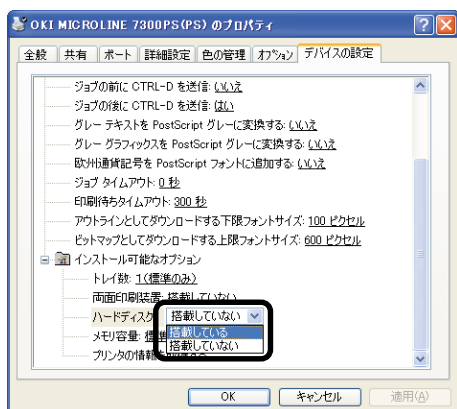 OKI MICROLINE 7300PS(PS) のプロパティ
全般 共有 ポート 詳細設定 色の管理 オプション デバイスの設定
ジョブの前に CTRL-D を送信: いいえ
ジョブの後に CTRL-D を送信: はい
グレー テキストを PostScript グレーに変換する: いいえ
グレー グラフィックスを PostScript グレーに変換する: いいえ
欧州通貨記号を PostScript フォントに追加する: いいえ
ジョブ タイムアウト: 0 秒
印刷待ちタイムアウト: 300 秒
アウトラインとしてダウンロードする下限フォントサイズ: 100 ピクセル
ビットマップとしてダウンロードする上限フォントサイズ: 600 ピクセル
インストール可能なオプション
トレイ数: 1(標準のみ)
両面印刷装置: 搭載していない
ハードディスク 搭載していない
搭載している
メモリ容量: 標準 搭載していない
プリンタの情報を
OK キャンセル 適用(A)